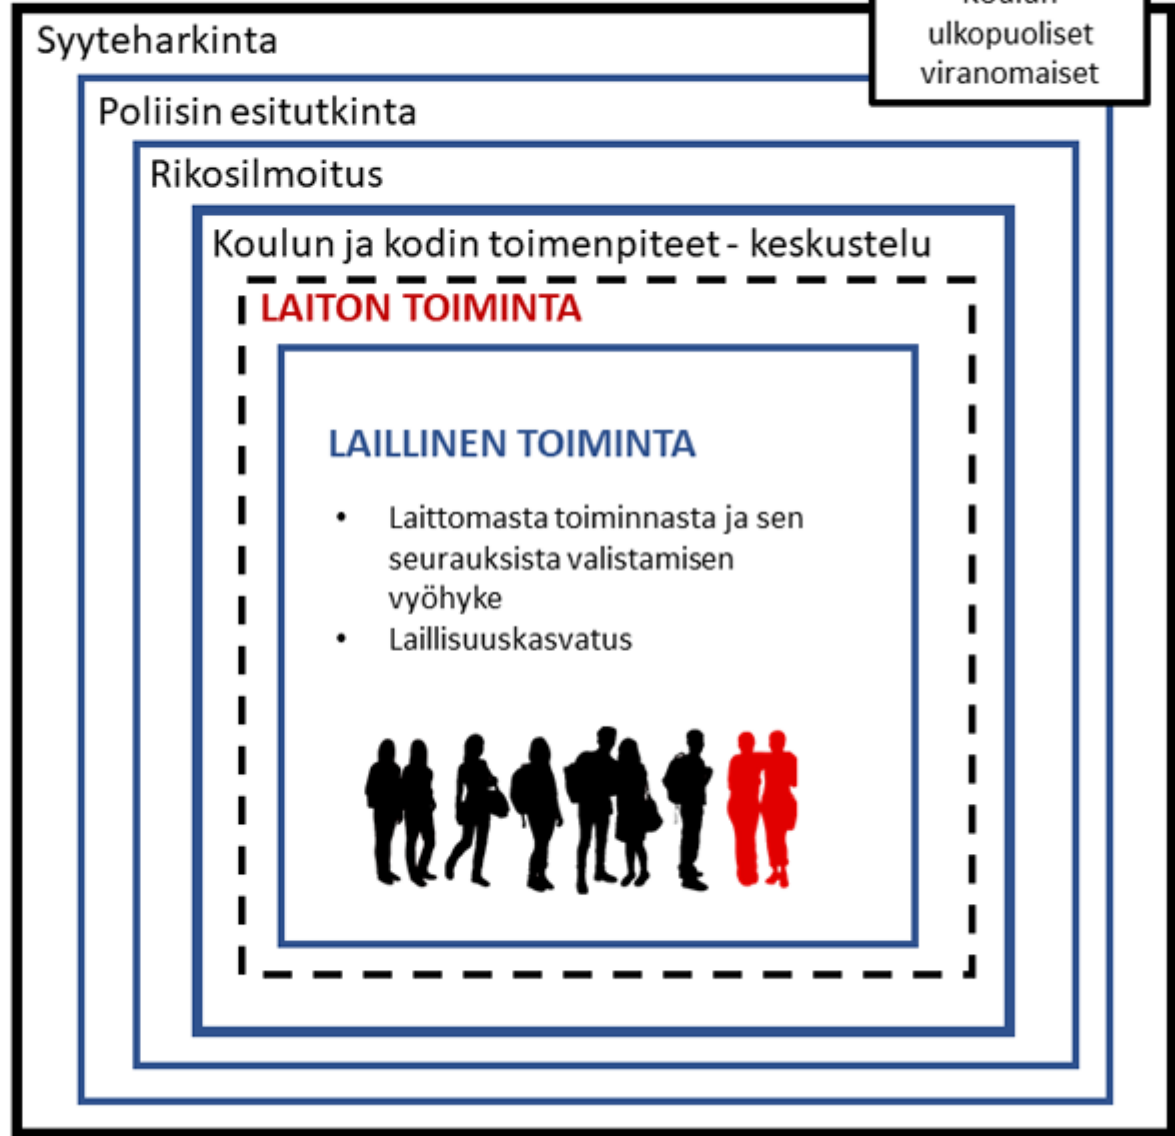 Koulun
ulkopuoliset
viranomaiset
Syyteharkinta
Poliisin esitutkinta
Rikosilmoitus
Koulun ja kodin toimenpiteet - keskustelu
LAITON TOIMINTA
LAILLINEN TOIMINTA
• Laittomasta toiminnasta ja sen
seurauksista valistamisen
vyöhyke
• Laillisuuskasvatus